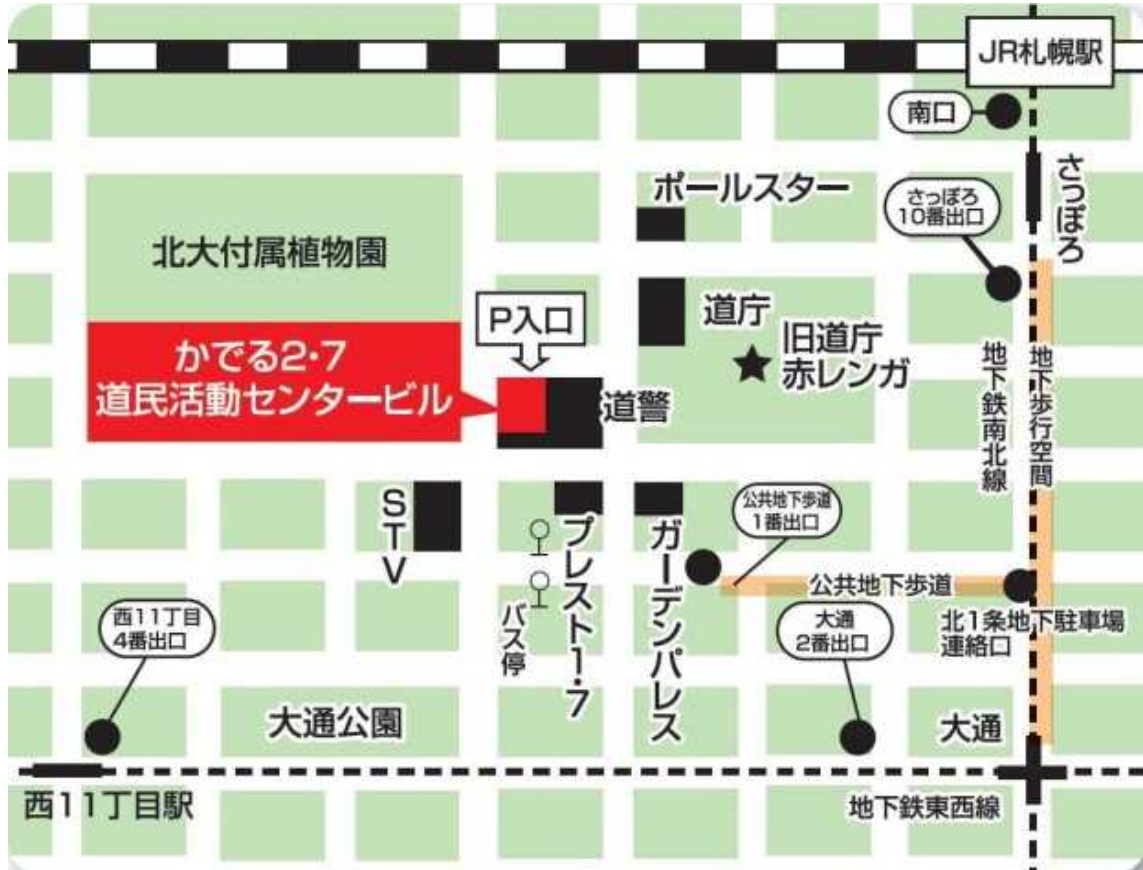 JR札幌駅
南口
さっぽろ
ポールスター
さっぽろ
10番出口
北大付属植物園
P入口
道庁
旧道庁
赤レンガ
かでる2・7
道民活動センタービル
道警
地下鉄南北線
地下歩行空間
STV
プレスト1・7
ガーデンパレス
公共地下歩道
1番出口
公共地下歩道
バス停
西11丁目
4番出口
大通
2番出口
北1条地下駐車場
連絡口
大通公園
大通
西11丁目駅
地下鉄東西線